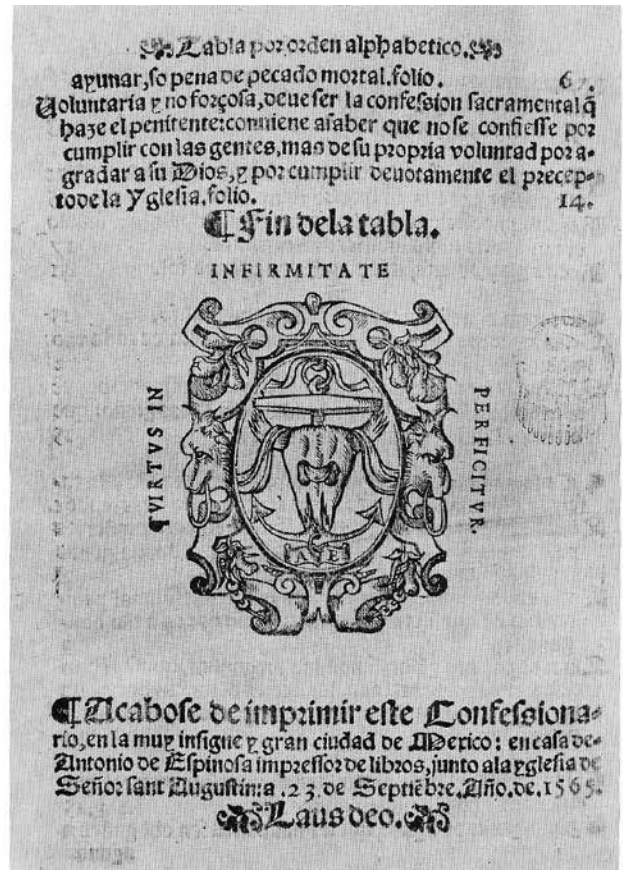 Tabla por orden alphabetico.
ayunar, so pena de pecado mortal. folio. 67.
Voluntaria y no forçosa, deue ser la confession sacramental q̃
haze el penitente: conuiene asaber que no se confiesse por
cumplir con las gentes, mas de su propria voluntad por a-
gradar a su Dios, y por cumplir deuotamente el precep-
to de la Yglesia. folio. 14.
¶ Fin dela tabla.
INFIRMITATE
¶VIRTVS IN
PERFICITVR.
AVE
¶ Acabose de imprimir este Confessiona-
rio, en la muy insigne y gran ciudad de Mexico: en casa de
Antonio de Espinosa impressor de libros, junto ala yglesia de
Señor sant Augustin: a .23. de Septiẽbre. Año. de. 1565.
Laus deo.